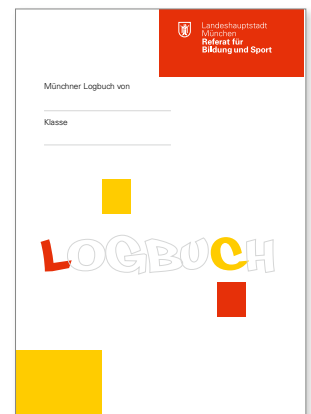 Landeshauptstadt
München
Referat für
Bildung und Sport
Münchner Logbuch von
Klasse
LOGBUCH